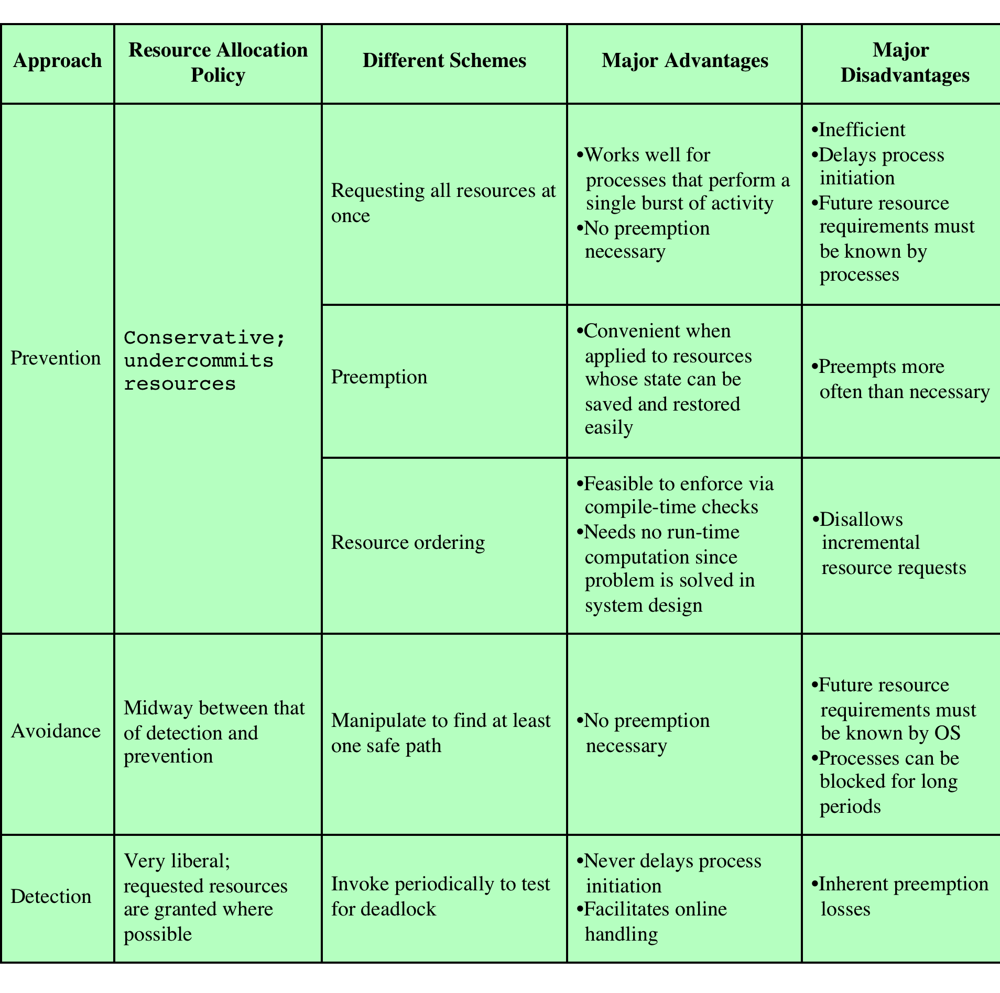 Approach
Resource Allocation
Policy
Different Schemes
Major Advantages
Major
Disadvantages
Prevention
Conservative;
undercommits
resources
Requesting all resources at
once
•Works well for
processes that perform a
single burst of activity
•No preemption
necessary
•Inefficient
•Delays process
initiation
•Future resource
requirements must
be known by
processes
Preemption
•Convenient when
applied to resources
whose state can be
saved and restored
easily
•Preempts more
often than necessary
Resource ordering
•Feasible to enforce via
compile-time checks
•Needs no run-time
computation since
problem is solved in
system design
•Disallows
incremental
resource requests
Avoidance
Midway between that
of detection and
prevention
Manipulate to find at least
one safe path
•No preemption
necessary
•Future resource
requirements must
be known by OS
•Processes can be
blocked for long
periods
Detection
Very liberal;
requested resources
are granted where
possible
Invoke periodically to test
for deadlock
•Never delays process
initiation
•Facilitates online
handling
•Inherent preemption
losses